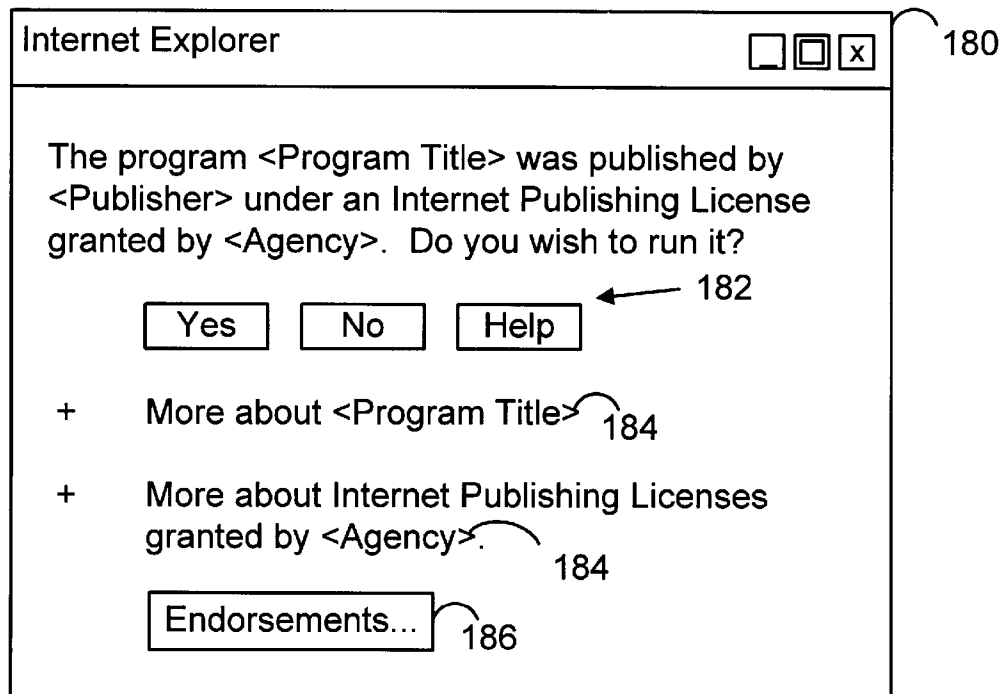 Internet Explorer
_ x
180
The program <Program Title> was published by
<Publisher> under an Internet Publishing License
granted by <Agency>. Do you wish to run it?
182
Yes No Help
+ More about <Program Title>
184
+ More about Internet Publishing Licenses
granted by <Agency>.
184
Endorsements...
186